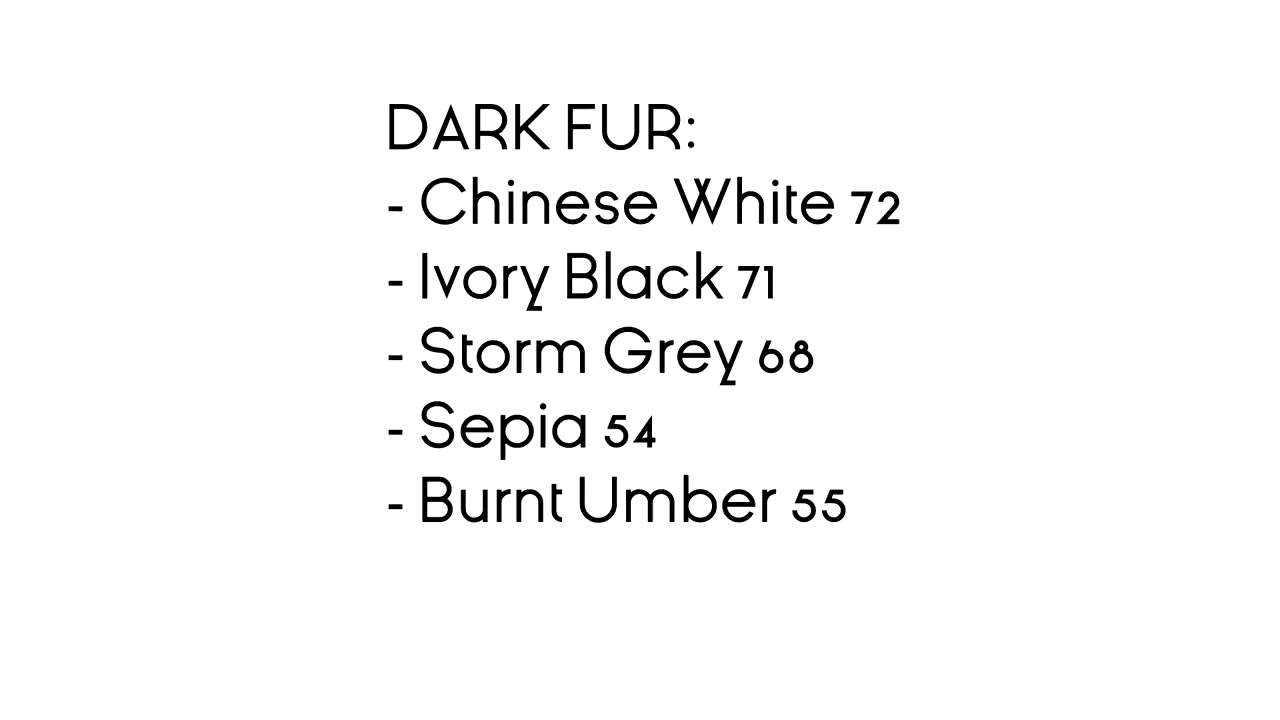 DARK FUR:
- Chinese White 72
- Ivory Black 71
- Storm Grey 68
- Sepia 54
- Burnt Umber 55